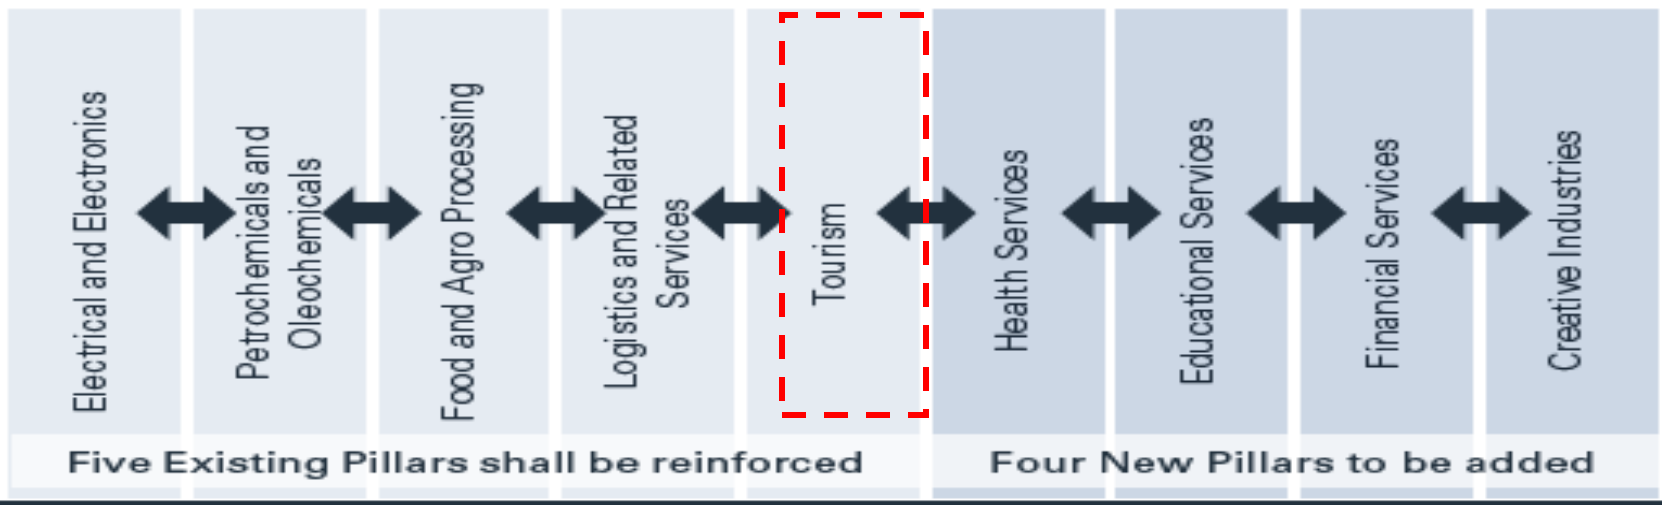 Electrical and Electronics
Petrochemicals and
Oleochemicals
Food and Agro Processing
Logistics and Related
Services
Tourism
Health Services
Educational Services
Financial Services
Creative Industries
Five Existing Pillars shall be reinforced
Four New Pillars to be added